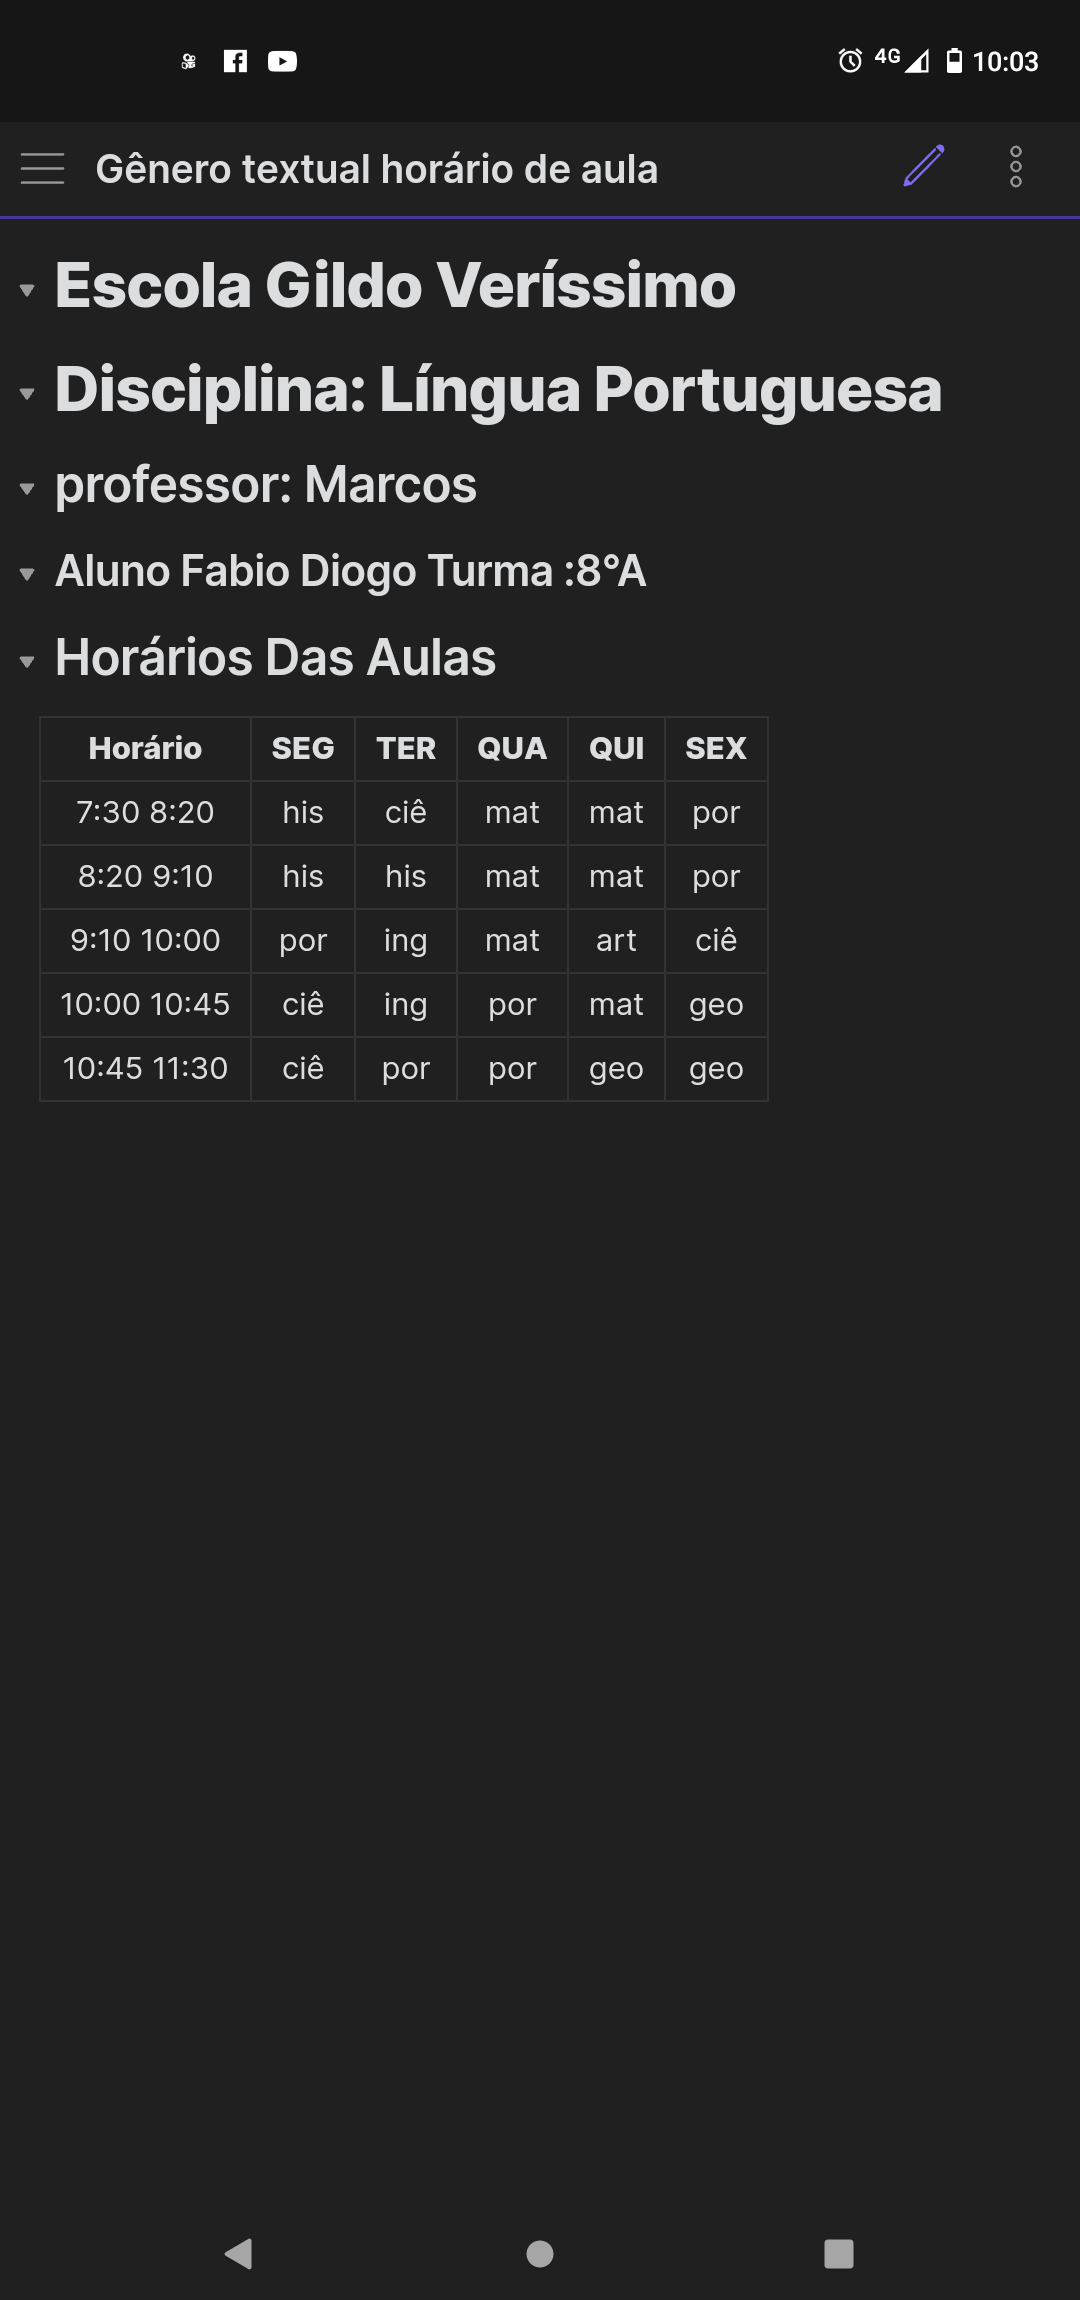 4G 10:03
Gênero textual horário de aula
Escola Gildo Veríssimo
Disciplina: Língua Portuguesa
professor: Marcos
Aluno Fabio Diogo Turma :8°A
Horários Das Aulas
Horário SEG TER QUA QUI SEX
7:30 8:20 his ciê mat mat por
8:20 9:10 his his mat mat por
9:10 10:00 por ing mat art ciê
10:00 10:45 ciê ing por mat geo
10:45 11:30 ciê por por geo geo